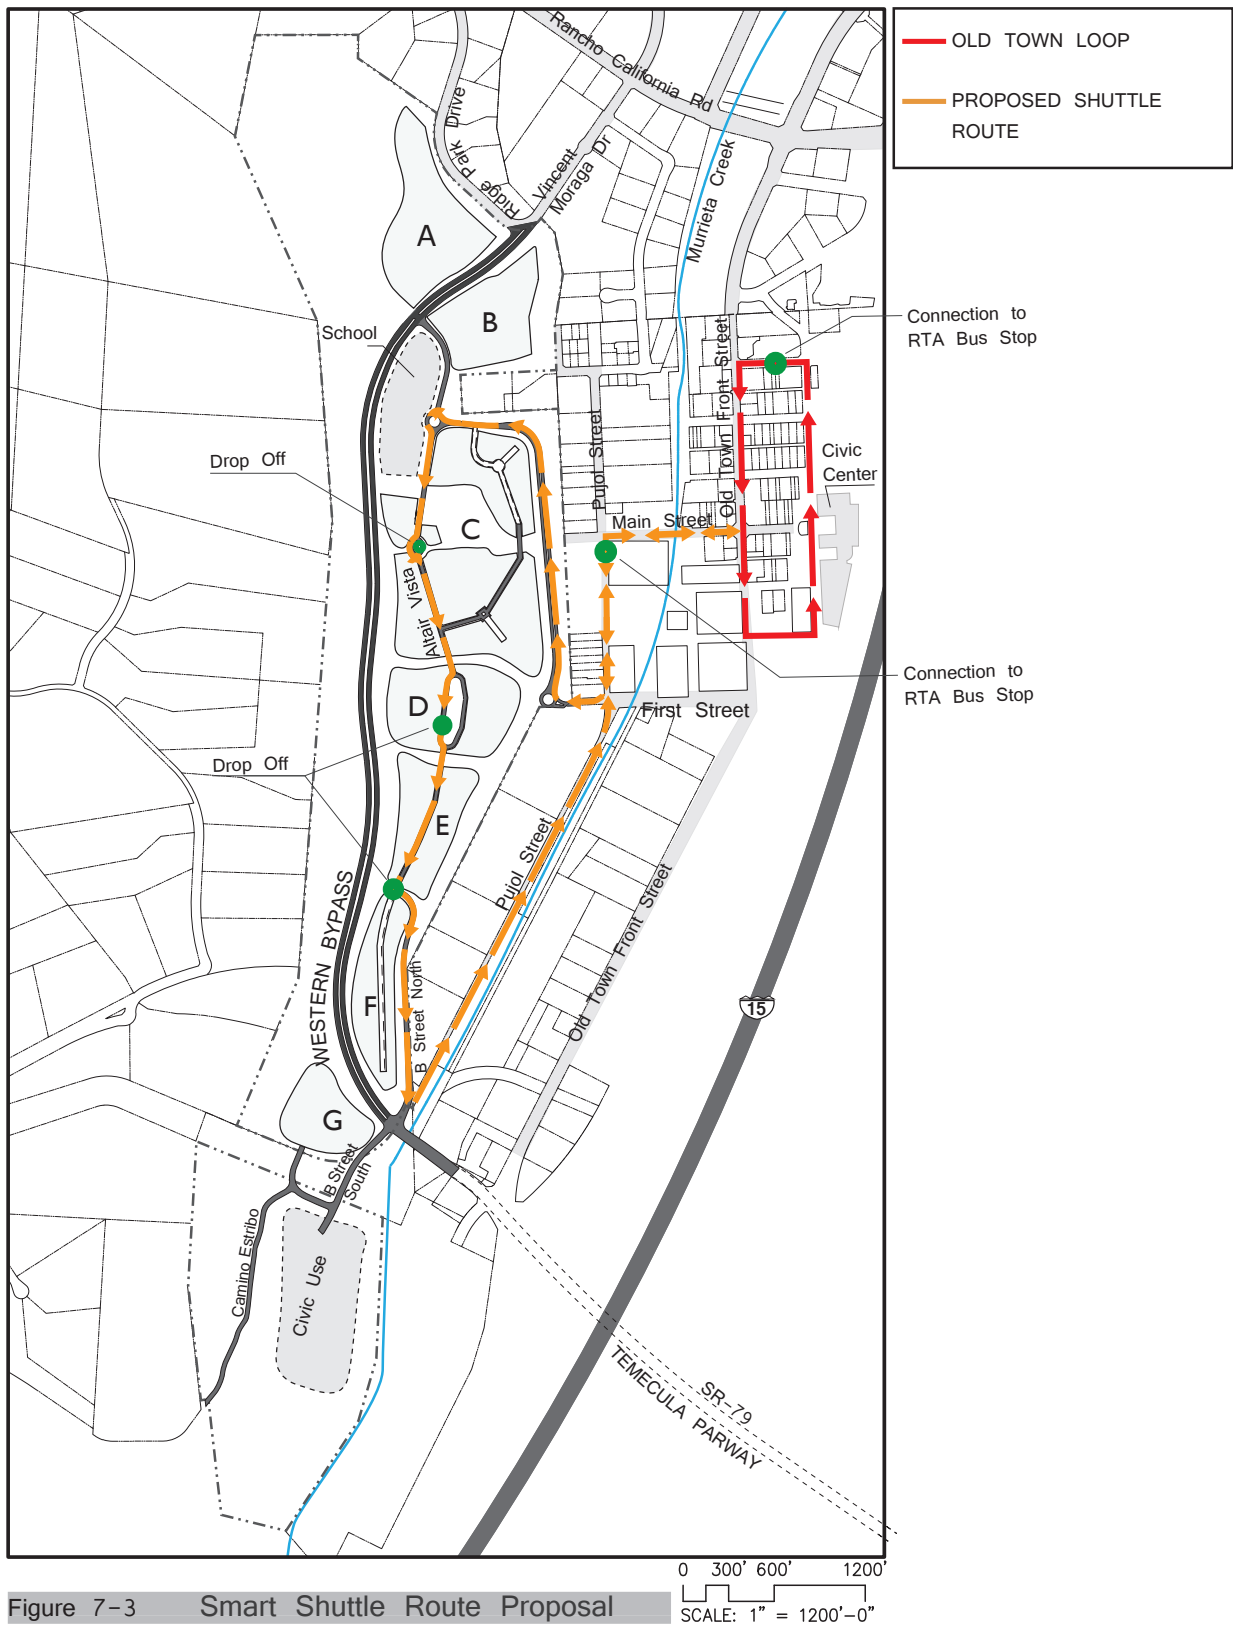 OLD TOWN LOOP
PROPOSED SHUTTLE
ROUTE
Rancho California Rd
Ridge Park Drive
Vincent
Moraga Dr
Murrieta Creek
A
B
School
Connection to
RTA Bus Stop
Old Town Front Street
Pujol Street
Civic
Center
Drop Off
C
Main Street
Altair Vista
Connection to
RTA Bus Stop
D
First Street
Drop Off
E
Pujol Street
Old Town Front Street
WESTERN BYPASS
B Street North
F
15
G
B Street
South
Camino Estribo
Civic Use
SR-79
TEMECULA PARWAY
0 300' 600' 1200'
SCALE: 1" = 1200'-0"
Figure 7-3 Smart Shuttle Route Proposal